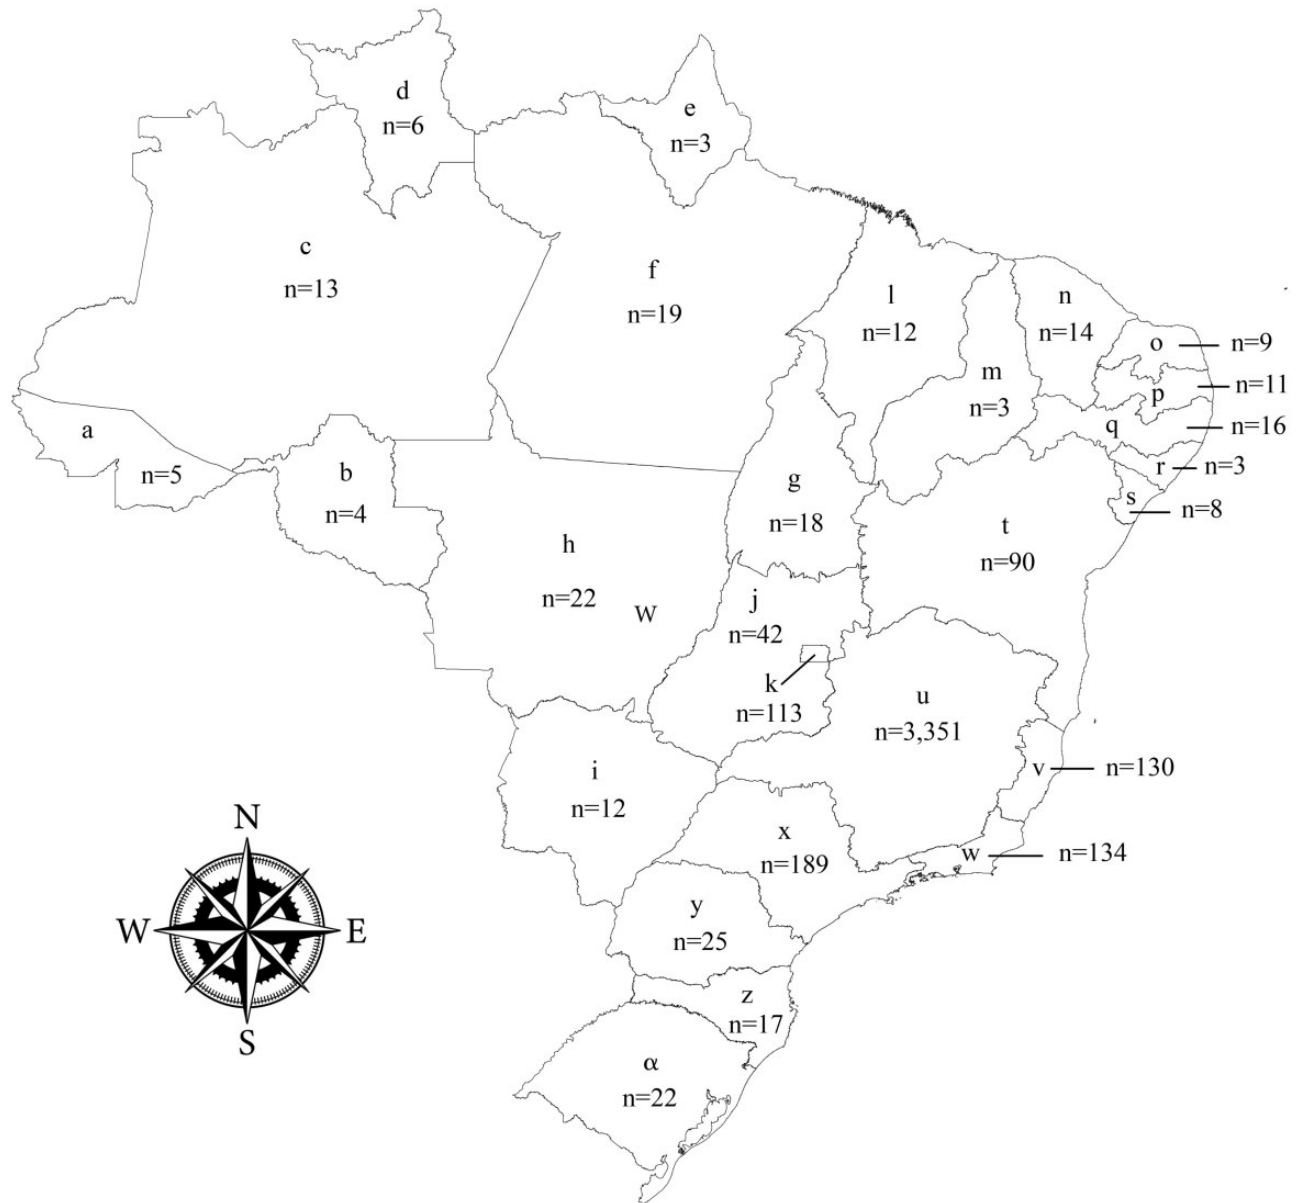 d
n=6
e
n=3
c
n=13
f
n=19
l
n=12
n
n=14
o
n=9
m
n=3
p
n=11
q
n=16
a
n=5
b
n=4
r
n=3
g
n=18
s
n=8
t
n=90
h
n=22
W
j
n=42
k
n=113
u
n=3,351
v
n=130
i
n=12
x
n=189
w
n=134
N
W
E
S
y
n=25
z
n=17
α
n=22